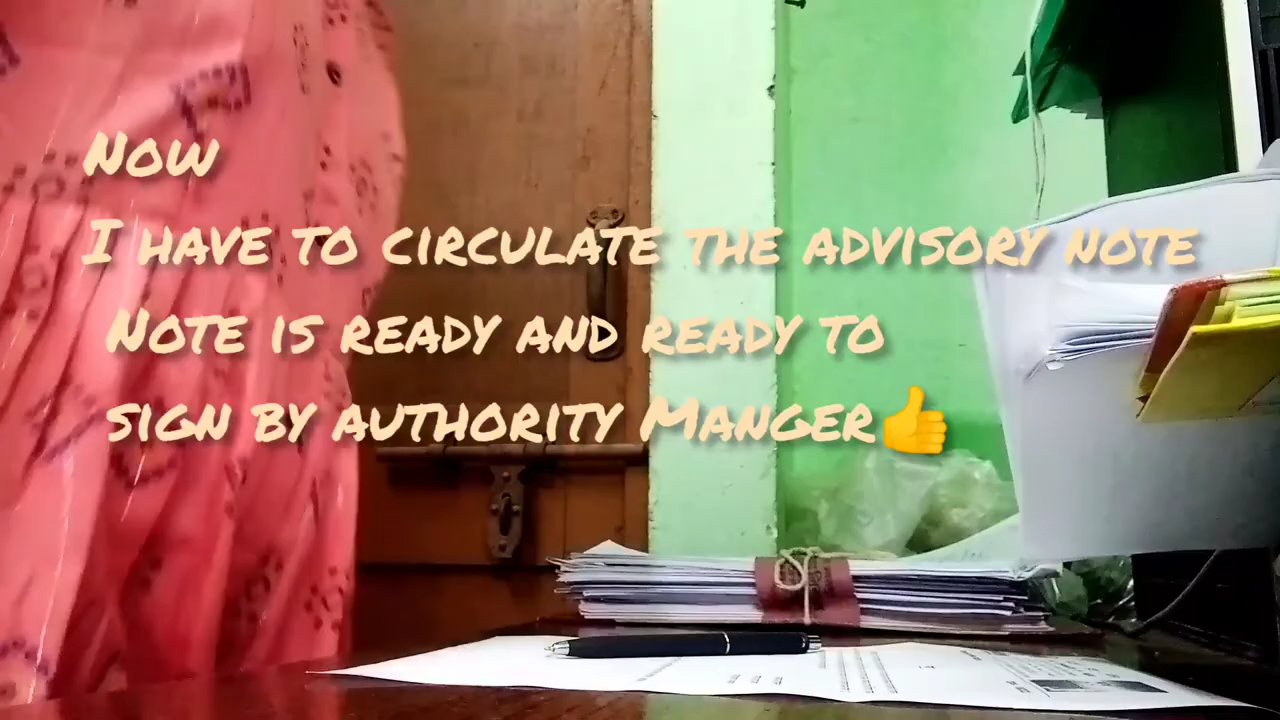 Now
I have to circulate the advisory note
Note is ready and ready to
sign by authority Manger👍